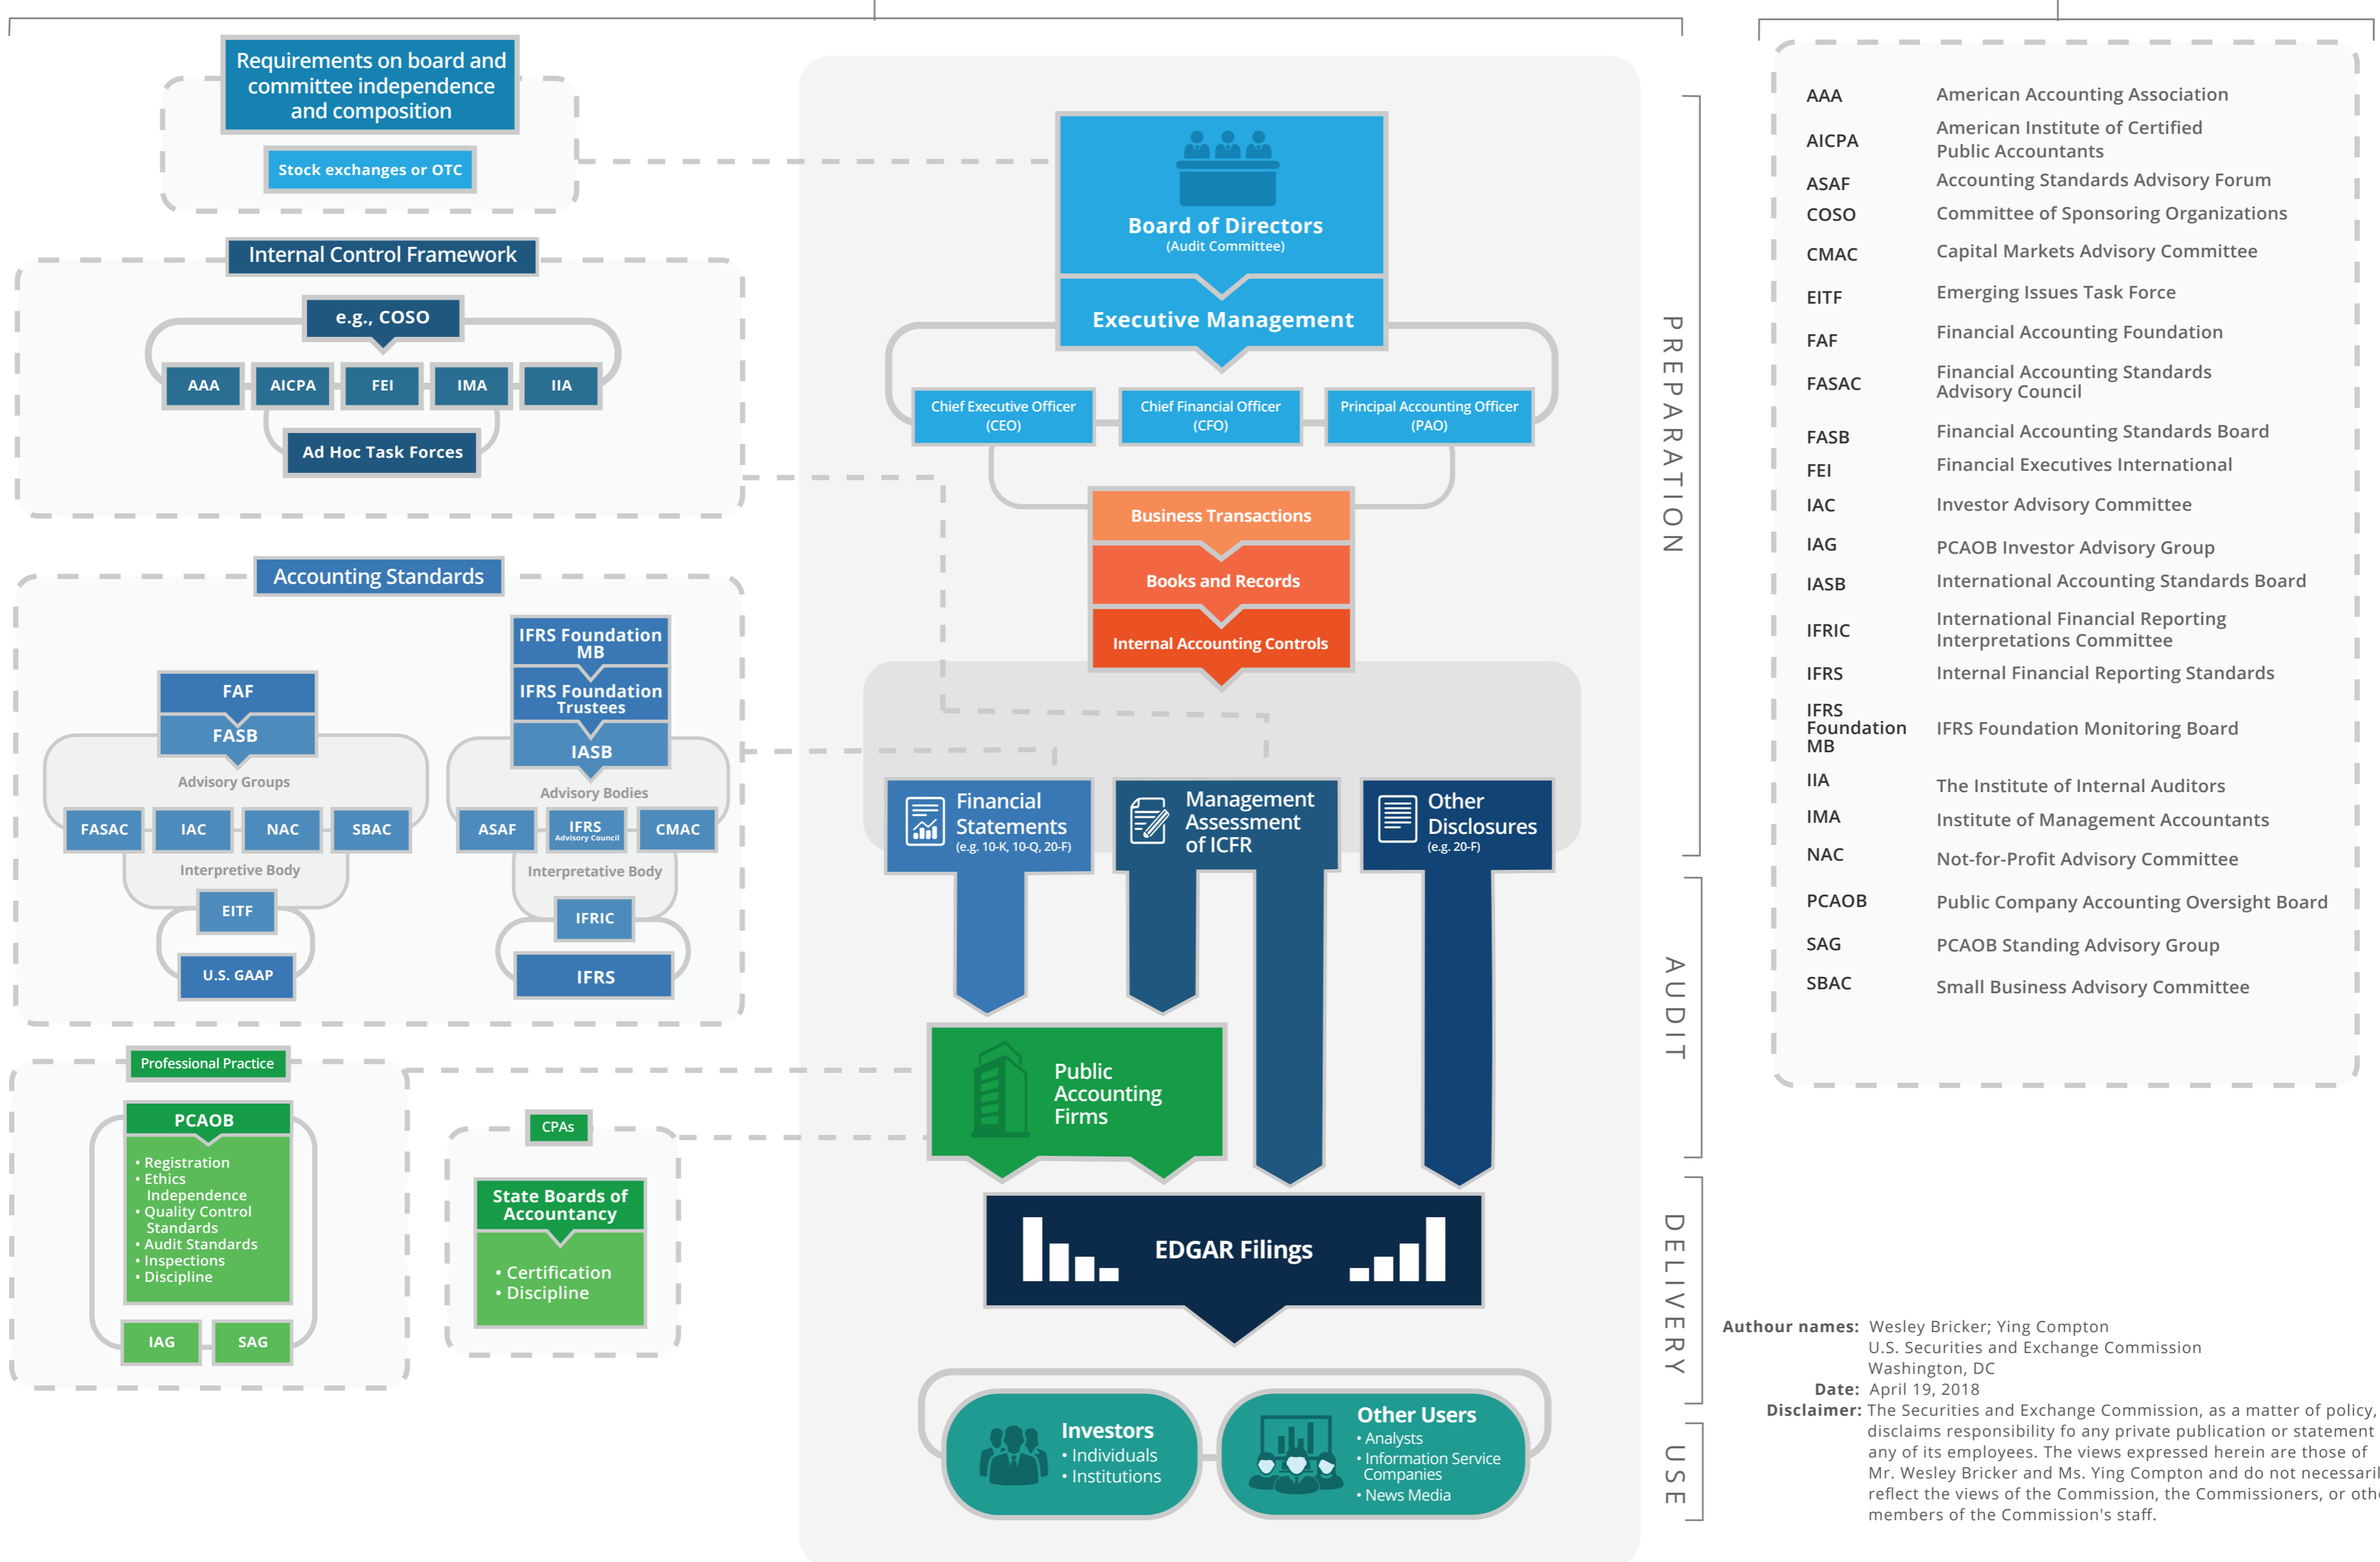 Requirements on board and
committee independence
and composition
Stock exchanges or OTC
Internal Control Framework
e.g., COSO
AAA
AICPA
FEI
IMA
IIA
Ad Hoc Task Forces
Accounting Standards
FAF
FASB
Advisory Groups
FASAC
IAC
NAC
SBAC
Interpretive Body
EITF
U.S. GAAP
IFRS Foundation
MB
IFRS Foundation
Trustees
IASB
Advisory Bodies
ASAF
IFRS
Advisory Council
CMAC
Interpretative Body
IFRIC
IFRS
Professional Practice
PCAOB
• Registration
• Ethics
Independence
• Quality Control
Standards
• Audit Standards
• Inspections
• Discipline
IAG
SAG
CPAs
State Boards of
Accountancy
• Certification
• Discipline
Board of Directors
(Audit Committee)
Executive Management
Chief Executive Officer
(CEO)
Chief Financial Officer
(CFO)
Principal Accounting Officer
(PAO)
Business Transactions
Books and Records
Internal Accounting Controls
Financial
Statements
(e.g. 10-K, 10-Q, 20-F)
Management
Assessment
of ICFR
Other
Disclosures
(e.g. 20-F)
Public
Accounting
Firms
EDGAR Filings
Investors
• Individuals
• Institutions
Other Users
• Analysts
• Information Service
Companies
• News Media
PREPARATION
AUDIT
DELIVERY
USE
AAA American Accounting Association
AICPA American Institute of Certified
Public Accountants
ASAF Accounting Standards Advisory Forum
COSO Committee of Sponsoring Organizations
CMAC Capital Markets Advisory Committee
EITF Emerging Issues Task Force
FAF Financial Accounting Foundation
FASAC Financial Accounting Standards
Advisory Council
FASB Financial Accounting Standards Board
FEI Financial Executives International
IAC Investor Advisory Committee
IAG PCAOB Investor Advisory Group
IASB International Accounting Standards Board
IFRIC International Financial Reporting
Interpretations Committee
IFRS Internal Financial Reporting Standards
IFRS
Foundation IFRS Foundation Monitoring Board
MB
IIA The Institute of Internal Auditors
IMA Institute of Management Accountants
NAC Not-for-Profit Advisory Committee
PCAOB Public Company Accounting Oversight Board
SAG PCAOB Standing Advisory Group
SBAC Small Business Advisory Committee
Authour names: Wesley Bricker; Ying Compton
U.S. Securities and Exchange Commission
Washington, DC
Date: April 19, 2018
Disclaimer: The Securities and Exchange Commission, as a matter of policy,
disclaims responsibility fo any private publication or statement
any of its employees. The views expressed herein are those of
Mr. Wesley Bricker and Ms. Ying Compton and do not
reflect the views of the Commission, the Commissioners, or
members of the Commission's staff.